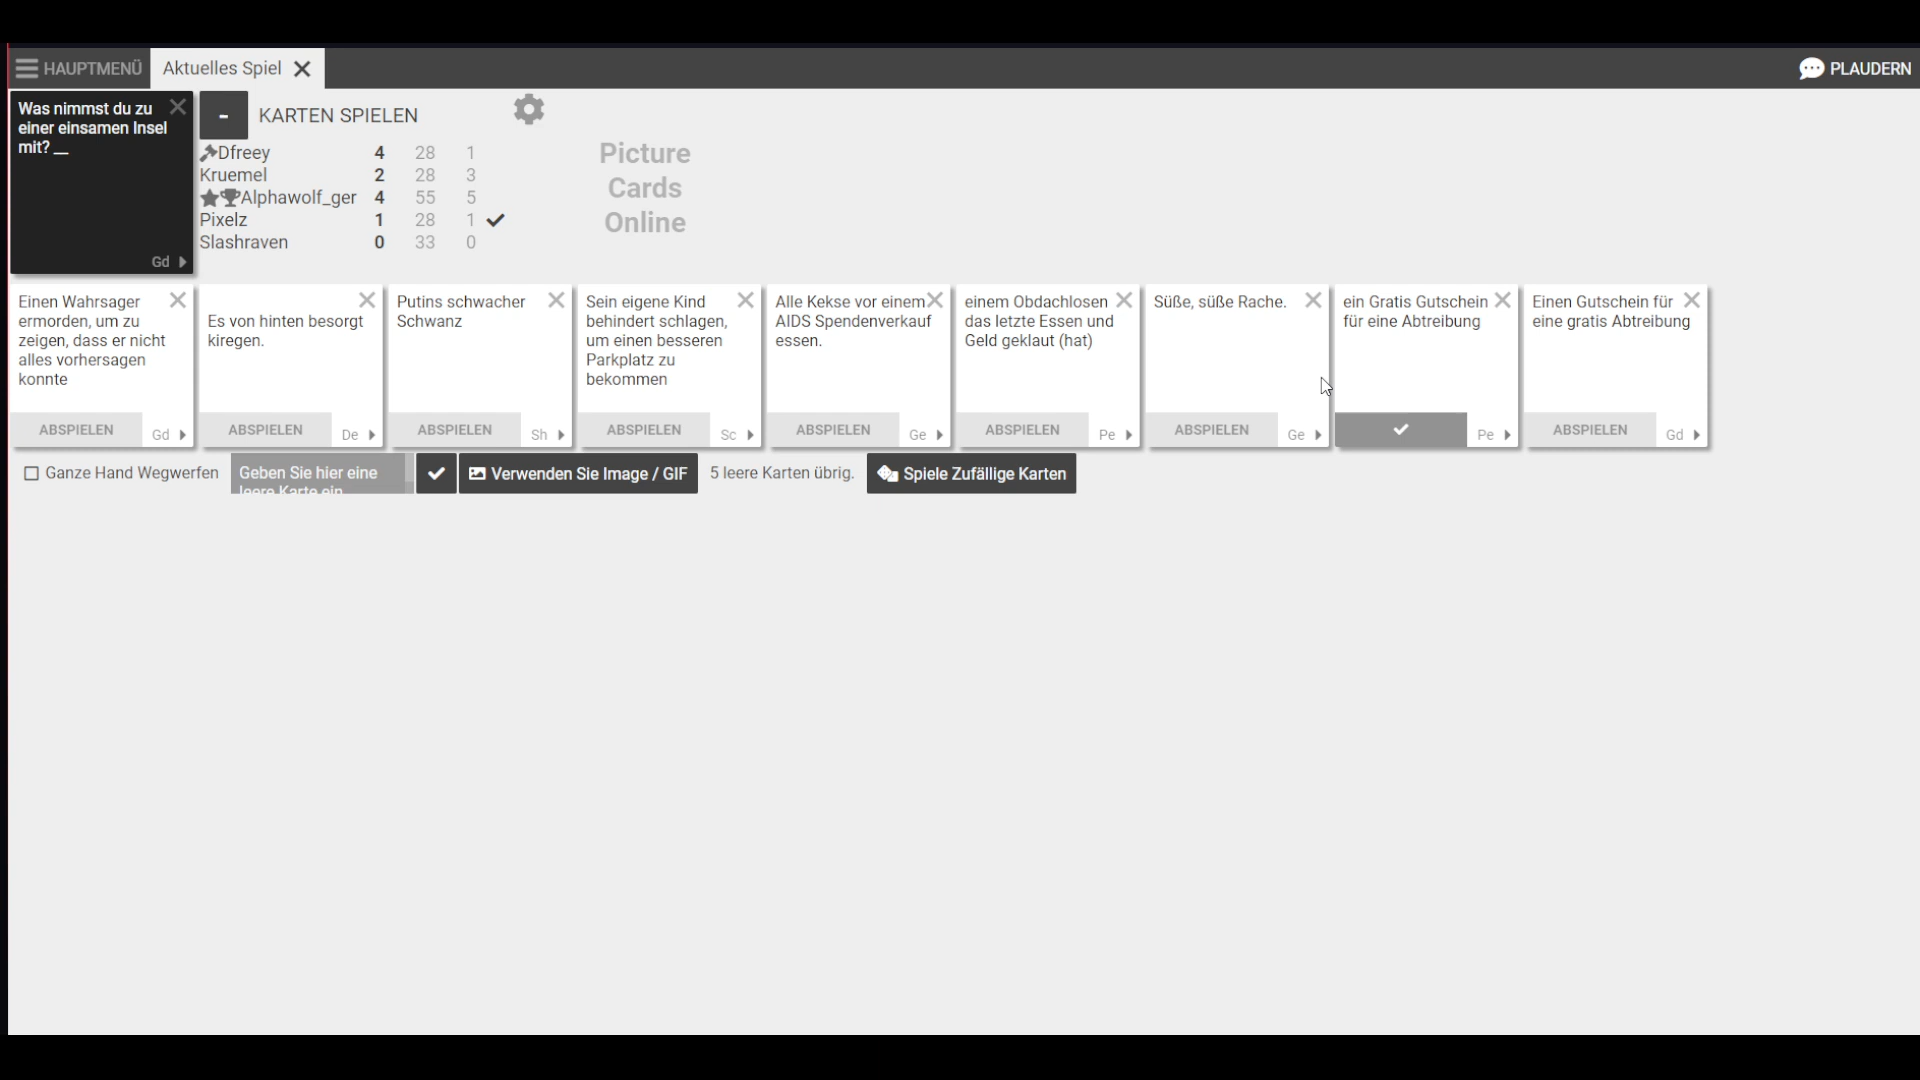 HAUPTMENÜ
Aktuelles Spiel
PLAUDERN
Was nimmst du zu
einer einsamen Insel
mit? __
Gd
-
KARTEN SPIELEN
Dfreey 4 28 1
Kruemel 2 28 3
Alphawolf_ger 4 55 5
Pixelz 1 28 1
Slashraven 0 33 0
Picture
Cards
Online
Einen Wahrsager
ermorden, um zu
zeigen, dass er nicht
alles vorhersagen
konnte
ABSPIELEN
Gd
Es von hinten besorgt
kiregen.
ABSPIELEN
De
Putins schwacher
Schwanz
ABSPIELEN
Sh
Sein eigene Kind
behindert schlagen,
um einen besseren
Parkplatz zu
bekommen
ABSPIELEN
Sc
Alle Kekse vor einem
AIDS Spendenverkauf
essen.
ABSPIELEN
Ge
einem Obdachlosen
das letzte Essen und
Geld geklaut (hat)
ABSPIELEN
Pe
Süße, süße Rache.
ABSPIELEN
Ge
ein Gratis Gutschein
für eine Abtreibung
Pe
Einen Gutschein für
eine gratis Abtreibung
ABSPIELEN
Gd
Ganze Hand Wegwerfen
Geben Sie hier eine
leere Karte ein
Verwenden Sie Image / GIF
5 leere Karten übrig.
Spiele Zufällige Karten